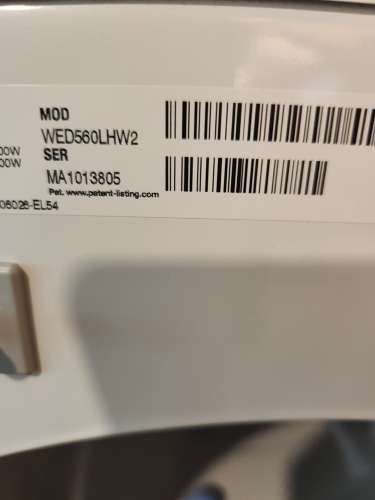 MOD
WED560LHW2
00W
00W
SER
MA1013805
Pat. www.patent-listing.com
06026-EL54